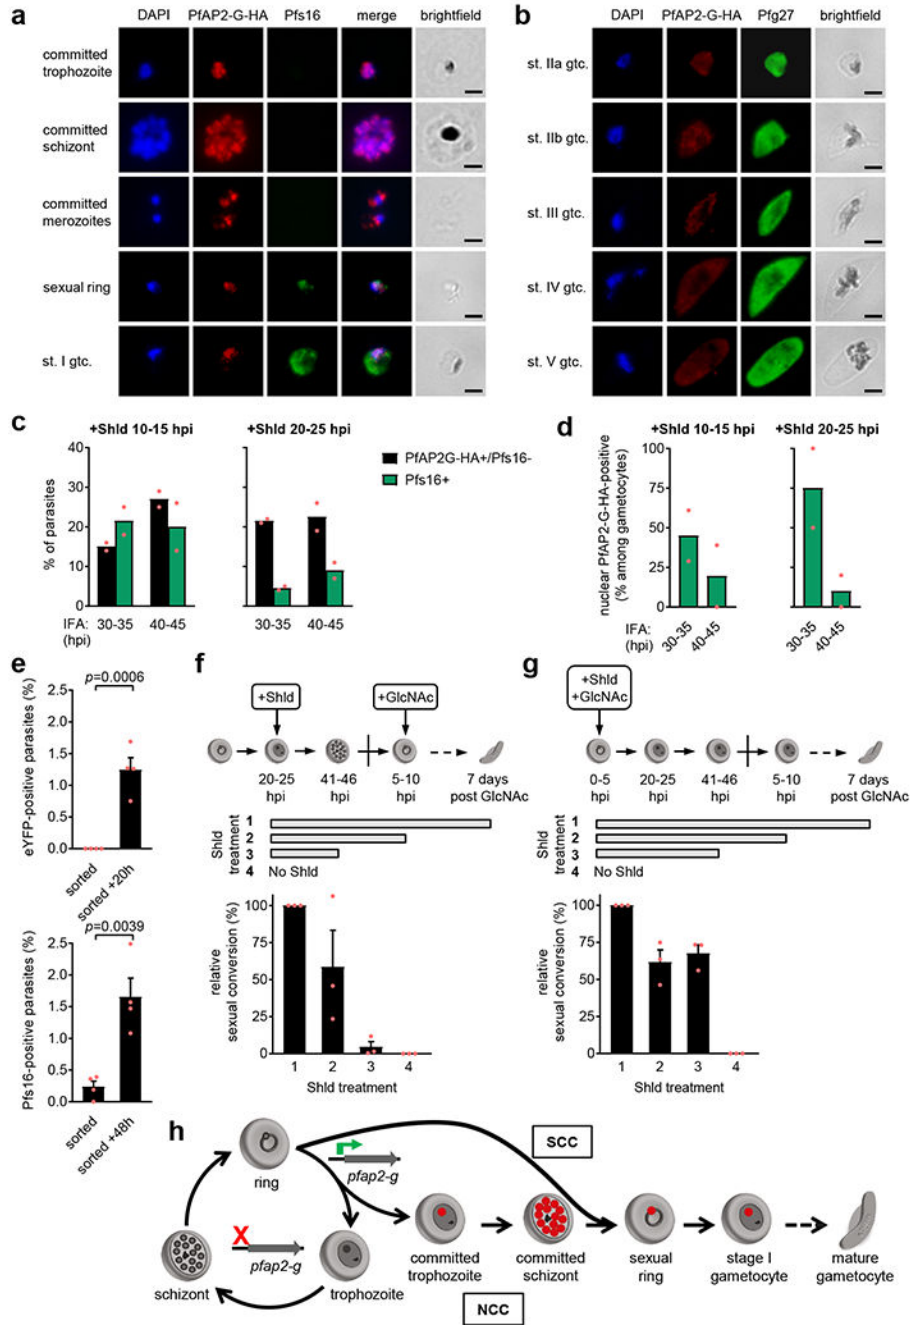 a
DAPI PfAP2-G-HA Pfs16 merge brightfield
committed
trophozoite
committed
schizont
committed
merozoites
sexual ring
st. I gtc.
b
DAPI PfAP2-G-HA Pfg27 brightfield
st. IIa gtc.
st. IIb gtc.
st. III gtc.
st. IV gtc.
st. V gtc.
c
+Shld 10-15 hpi +Shld 20-25 hpi
% of parasites
40
30
20
10
0
PfAP2G-HA+/Pfs16-
Pfs16+
IFA: 30-35 40-45 30-35 40-45
(hpi)
d
+Shld 10-15 hpi +Shld 20-25 hpi
nuclear PfAP2-G-HA-positive
(% among gametocytes)
100
75
50
25
0
IFA: 30-35 40-45 30-35 40-45
(hpi)
e
p=0.0006
eYFP-positive parasites (%)
2.5
2.0
1.5
1.0
0.5
0.0
sorted
sorted +20h
p=0.0039
Pfs16-positive parasites (%)
2.5
2.0
1.5
1.0
0.5
0.0
sorted
sorted +48h
f
+Shld +GlcNAc
20-25 41-46 5-10 7 days
hpi hpi hpi post GlcNAc
Shld
treatment
1
2
3
4 No Shld
relative
sexual conversion (%)
100
75
50
25
0
1 2 3 4
Shld treatment
g
+Shld
+GlcNAc
0-5 20-25 41-46 5-10 7 days
hpi hpi hpi hpi post GlcNAc
Shld
treatment
1
2
3
4 No Shld
relative
sexual conversion (%)
100
75
50
25
0
1 2 3 4
Shld treatment
h
SCC
pfap2-g
ring
X
pfap2-g
schizont
trophozoite
committed
trophozoite
committed
schizont
sexual
ring
stage I
gametocyte
mature
gametocyte
NCC